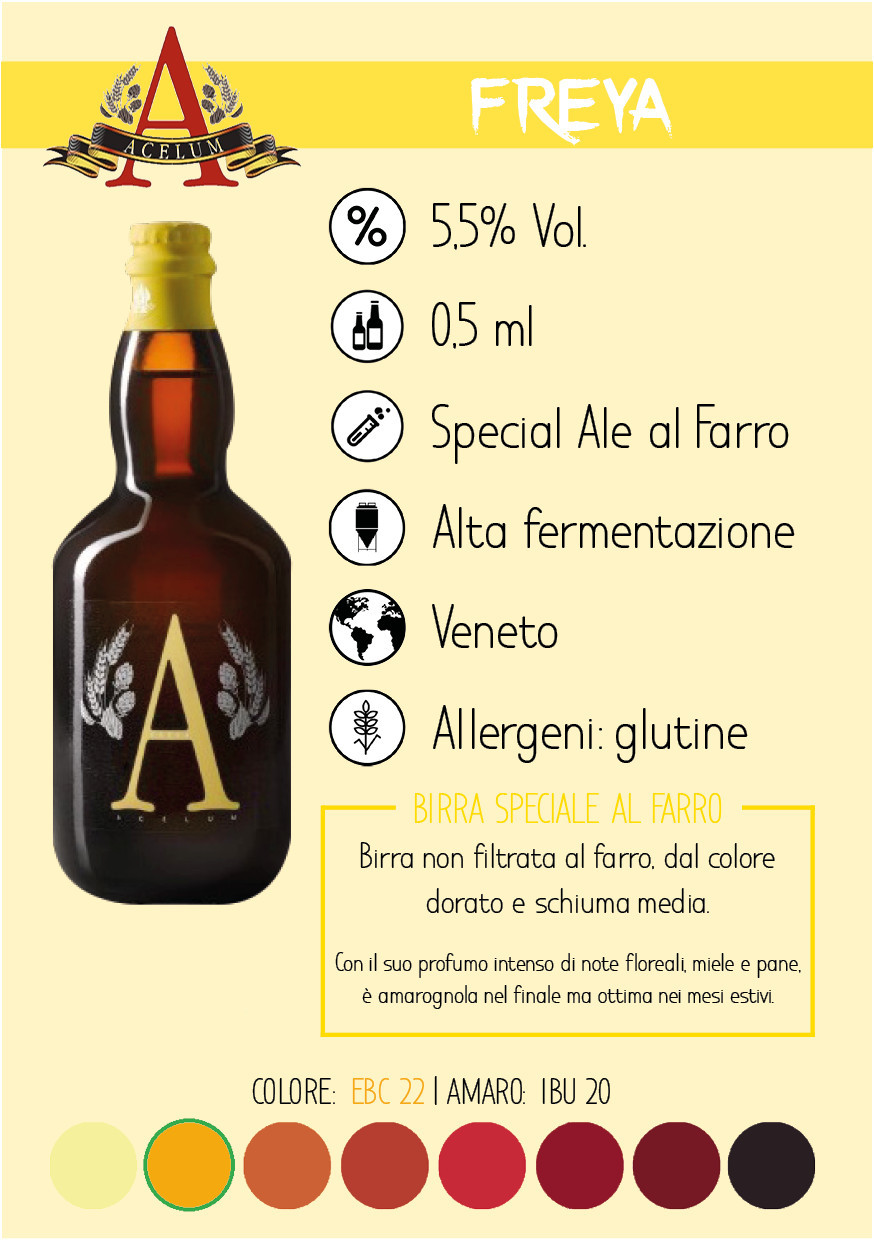 FREYA
ACELUM
5,5% Vol.
0,5 ml
Special Ale al Farro
Alta fermentazione
Veneto
Allergeni: glutine
A
ACELUM
BIRRA SPECIALE AL FARRO
Birra non filtrata al farro, dal colore
dorato e schiuma media.
Con il suo profumo intenso di note floreali, miele e pane,
è amarognola nel finale ma ottima nei mesi estivi.
COLORE: EBC 22 | AMARO: IBU 20